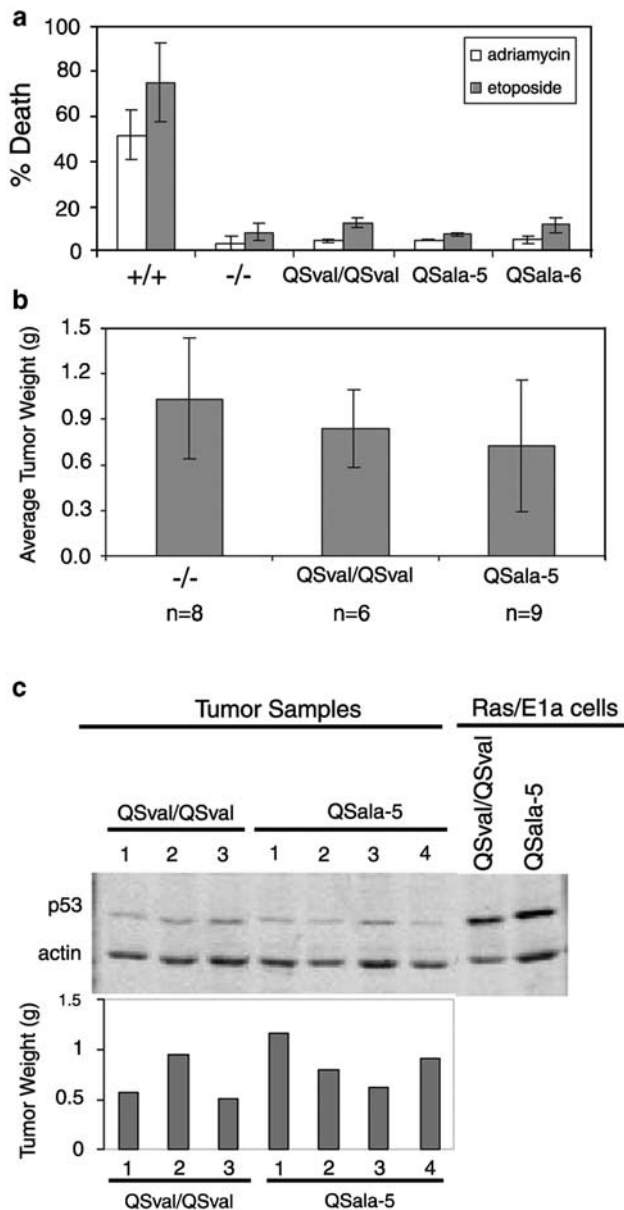 a
100
80
60
40
20
0
% Death
adriamycin
etoposide
+/+ -/- QSval/QSval QSala-5 QSala-6
b
1.5
1.2
0.9
0.6
0.3
0.0
Average Tumor Weight (g)
-/- QSval/QSval QSala-5
n=8 n=6 n=9
c
Tumor Samples Ras/E1a cells
QSval/QSval QSala-5 QSval/QSval QSala-5
1 2 3 1 2 3 4
p53
actin
1.5
1
0.5
0
Tumor Weight (g)
1 2 3 1 2 3 4
QSval/QSval QSala-5